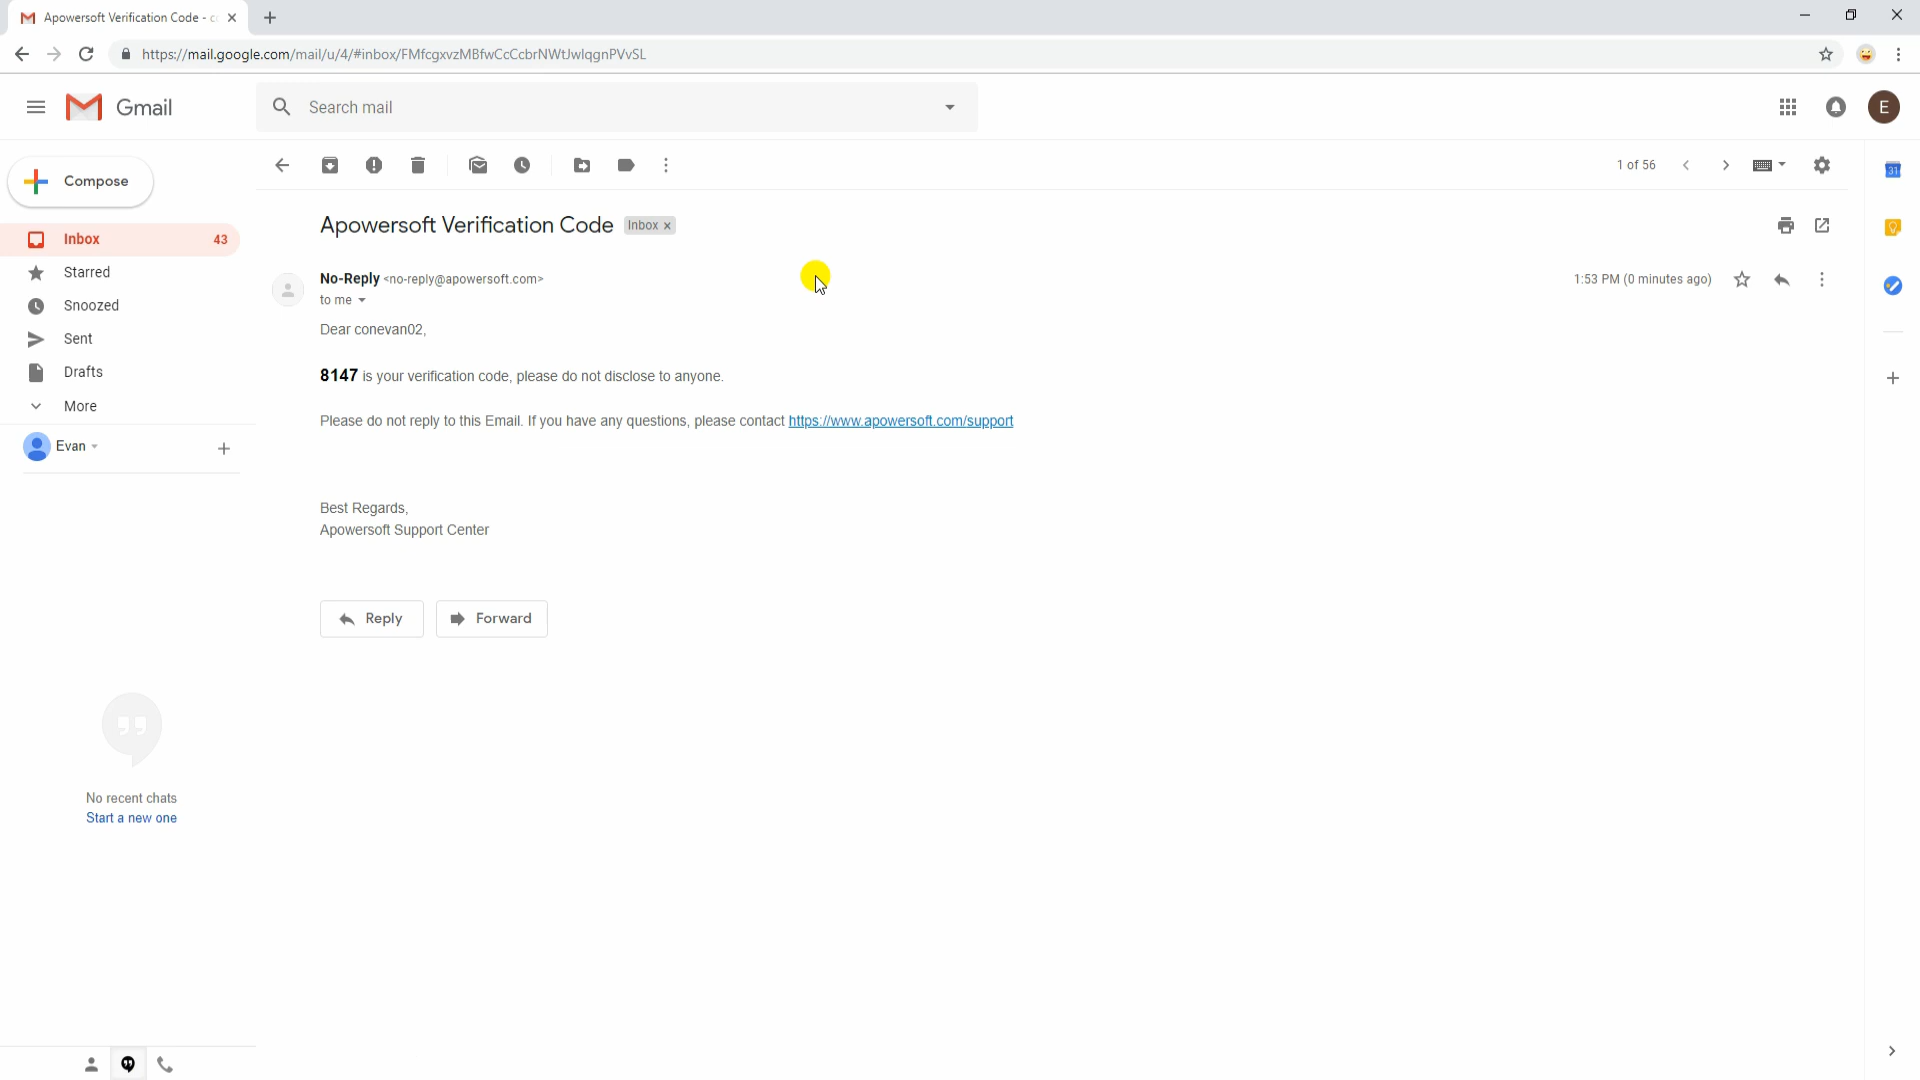 Apowersoft Verification Code - c
https://mail.google.com/mail/u/4/#inbox/FMfcgxvzMBfwCcCcbrNWtJwlqgnPVvSL
Gmail
Search mail
E
Compose
1 of 56
31
Inbox 43
Starred
Snoozed
Sent
Drafts
More
Evan
Apowersoft Verification Code Inbox x
No-Reply <no-reply@apowersoft.com>
1:53 PM (0 minutes ago)
to me
Dear conevan02,
8147 is your verification code, please do not disclose to anyone.
Please do not reply to this Email. If you have any questions, please contact https://www.apowersoft.com/support
Best Regards,
Apowersoft Support Center
Reply
Forward
No recent chats
Start a new one